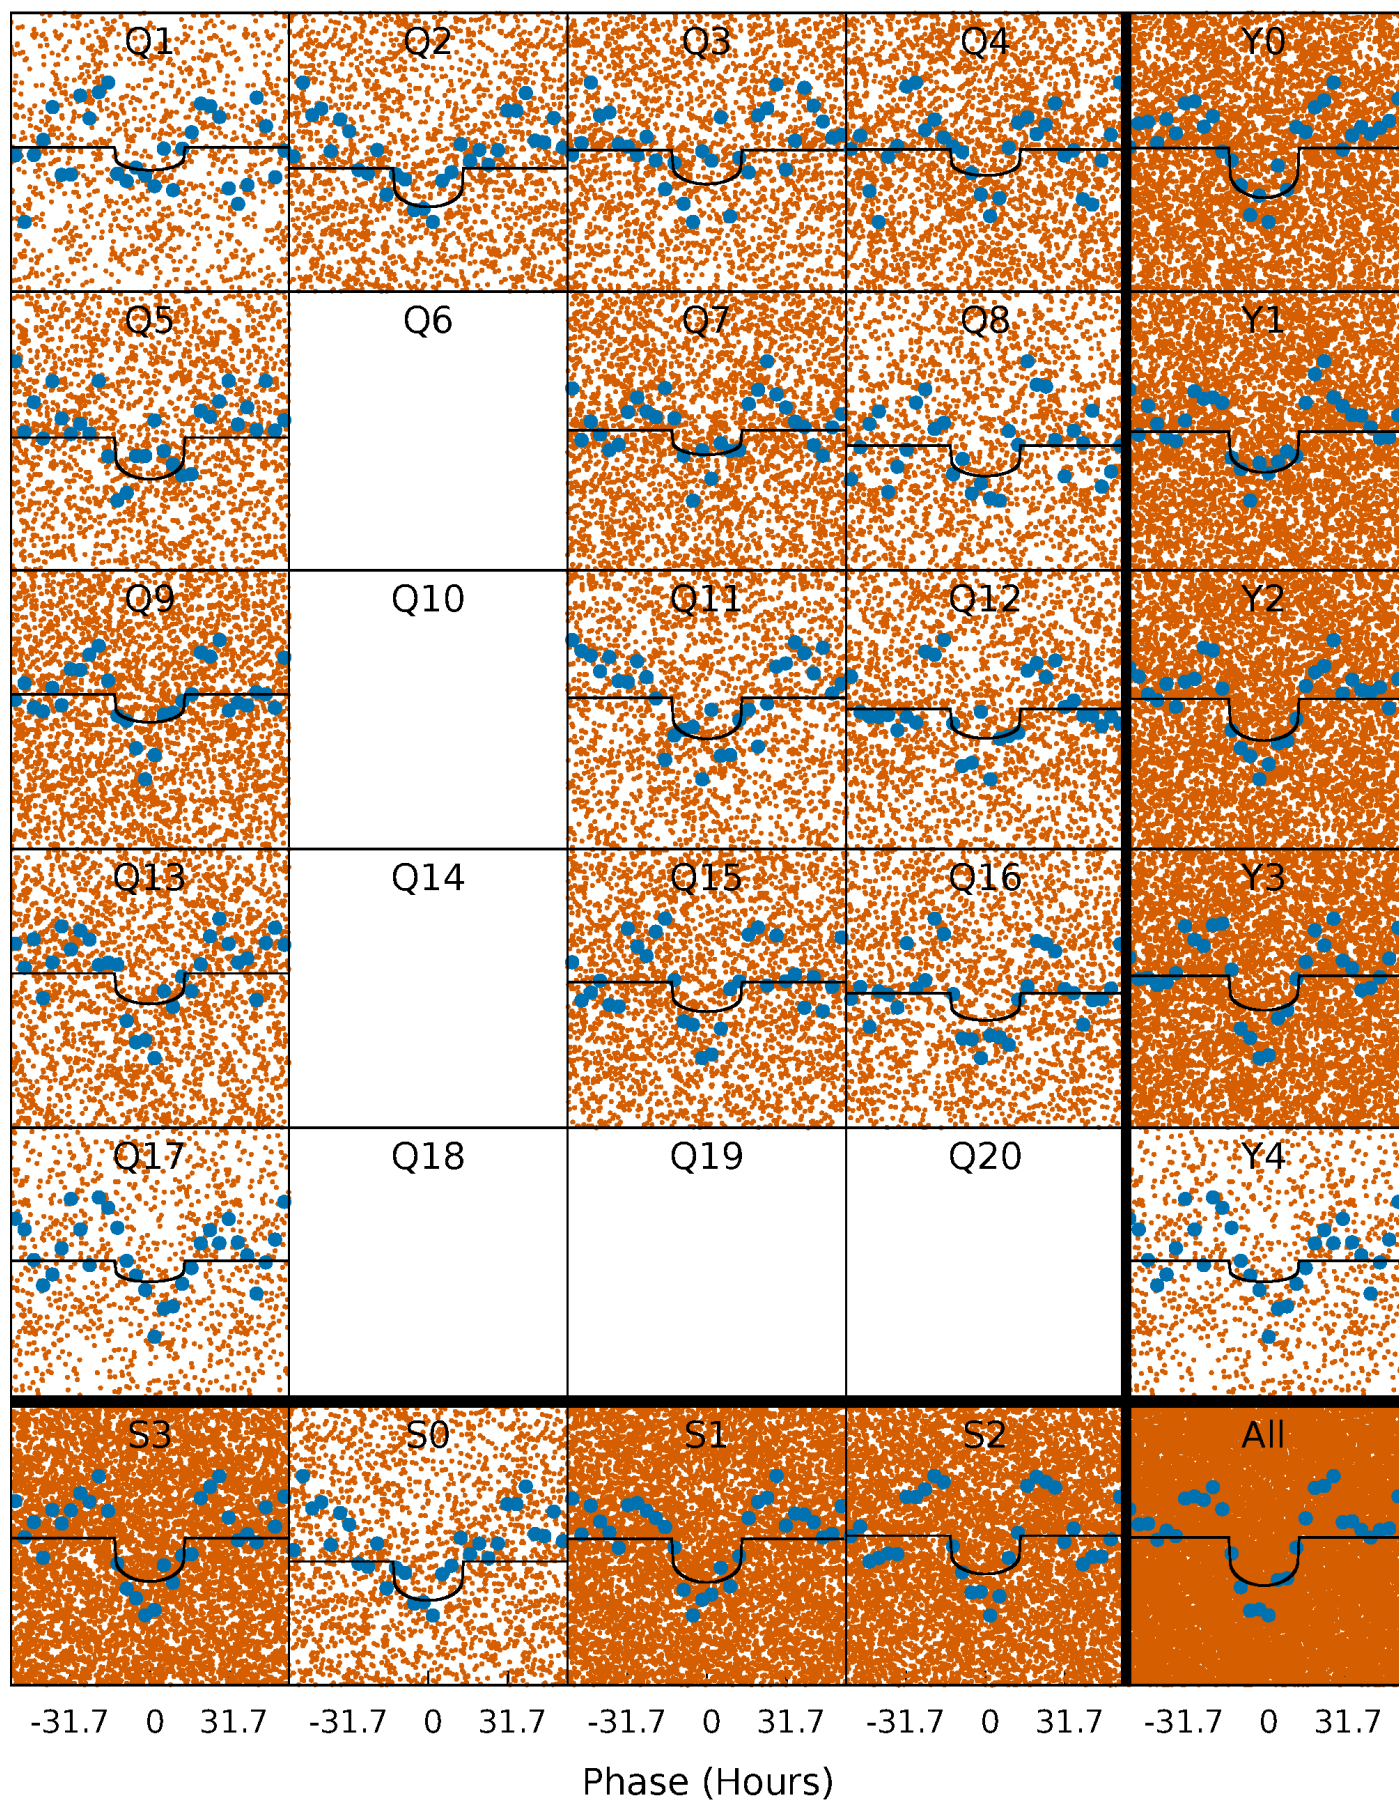 Q1 Q2 Q3 Q4 Y0
Q5 Q6 Q7 Q8 Y1
Q9 Q10 Q11 Q12 Y2
Q13 Q14 Q15 Q16 Y3
Q17 Q18 Q19 Q20 Y4
S3 S0 S1 S2 All
-31.7 0 31.7 -31.7 0 31.7 -31.7 0 31.7 -31.7 0 31.7 -31.7 0 31.7
Phase (Hours)